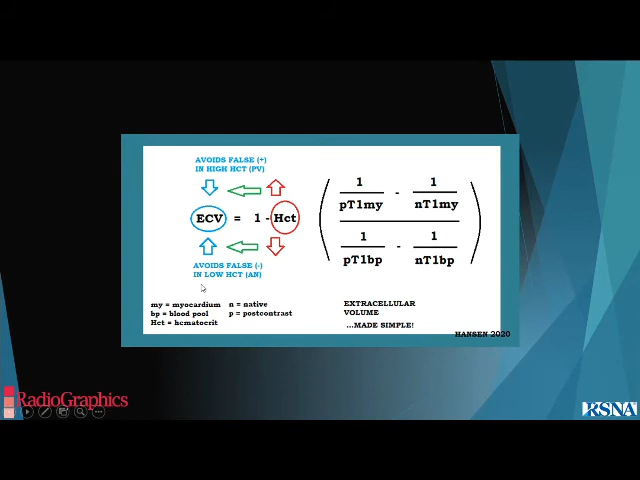 AVOIDS FALSE (+)
IN HIGH HCT (PV)
ECV = 1 - Hct
1 - 1
pT1my nT1my
1 - 1
pT1bp nT1bp
AVOIDS FALSE (-)
IN LOW HCT (AN)
my = myocardium
bp = blood pool
Hct = hematocrit
n = native
p = postcontrast
EXTRACELLULAR
VOLUME
...MADE SIMPLE!
HANSEN 2020
RadioGraphics
RSNA